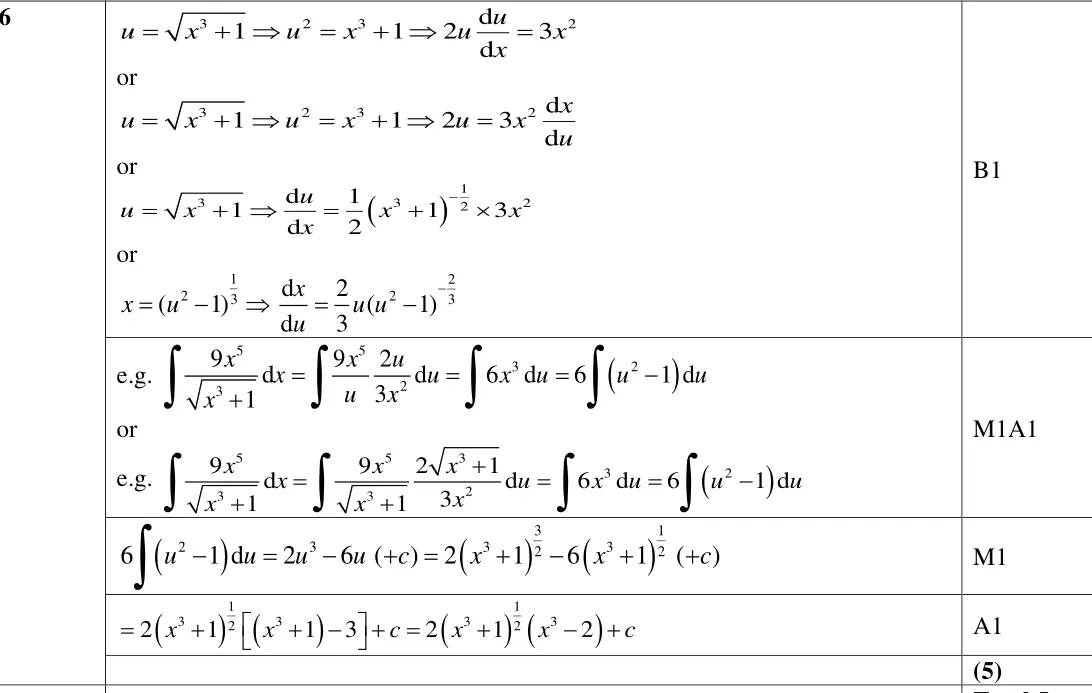 6
u = √(x³ + 1) ⇒ u² = x³ + 1 ⇒ 2u du/dx = 3x²
or
u = √(x³ + 1) ⇒ u² = x³ + 1 ⇒ 2u = 3x² dx/du
B1
or
u = √(x³ + 1) ⇒ du/dx = 1/2 (x³ + 1)^(-1/2) × 3x²
or
x = (u² − 1)^(1/3) ⇒ dx/du = 2/3 u(u² − 1)^(-2/3)
e.g. ∫ 9x⁵/√(x³ + 1) dx = ∫ 9x⁵/u 2u/3x² du = ∫ 6x³ du = 6∫(u² − 1)du
or
M1A1
e.g. ∫ 9x⁵/√(x³ + 1) dx = ∫ 9x⁵/√(x³ + 1) 2√(x³ + 1)/3x² du = ∫ 6x³ du = 6∫(u² − 1)du
6∫(u² − 1)du = 2u³ − 6u (+c) = 2(x³ + 1)^(3/2) − 6(x³ + 1)^(1/2) (+c)
M1
= 2(x³ + 1)^(1/2) [(x³ + 1) − 3] + c = 2(x³ + 1)^(1/2) (x³ − 2) + c
A1
(5)